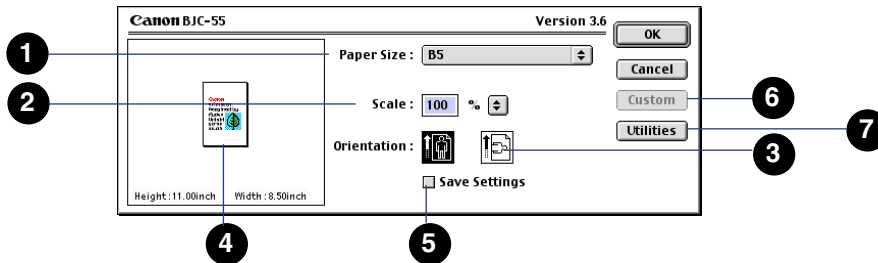 Canon BJC-55 Version 3.6
1 Paper Size : B5
OK
Cancel
2 Scale : 100 %
Custom 6
Utilities 7
Orientation : 3
Save Settings
Canon
Height : 11.00inch Width : 8.50inch
4 5